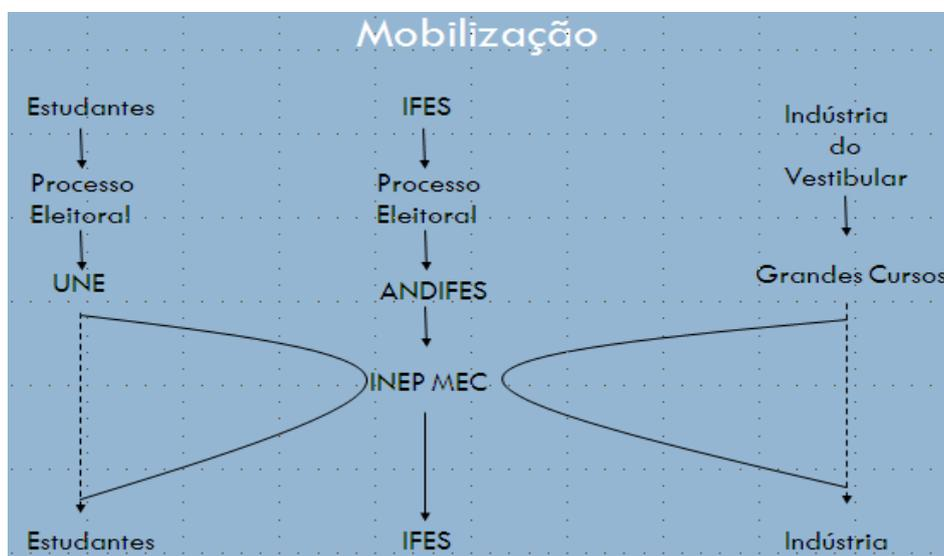 Mobilização
Estudantes
Processo
Eleitoral
UNE
IFES
Processo
Eleitoral
ANDIFES
INEP MEC
Indústria
do
Vestibular
Grandes Cursos
Estudantes
IFES
Indústria